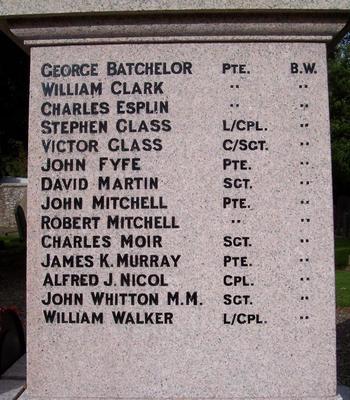 GEORGE BATCHELOR PTE. B.W.
WILLIAM CLARK " "
CHARLES ESPLIN " "
STEPHEN GLASS L/CPL. "
VICTOR GLASS C/SGT. "
JOHN FYFE PTE. "
DAVID MARTIN SGT. "
JOHN MITCHELL PTE. "
ROBERT MITCHELL " "
CHARLES MOIR SGT. "
JAMES K. MURRAY PTE. "
ALFRED J. NICOL CPL. "
JOHN WHITTON M.M. SGT. "
WILLIAM WALKER L/CPL. "